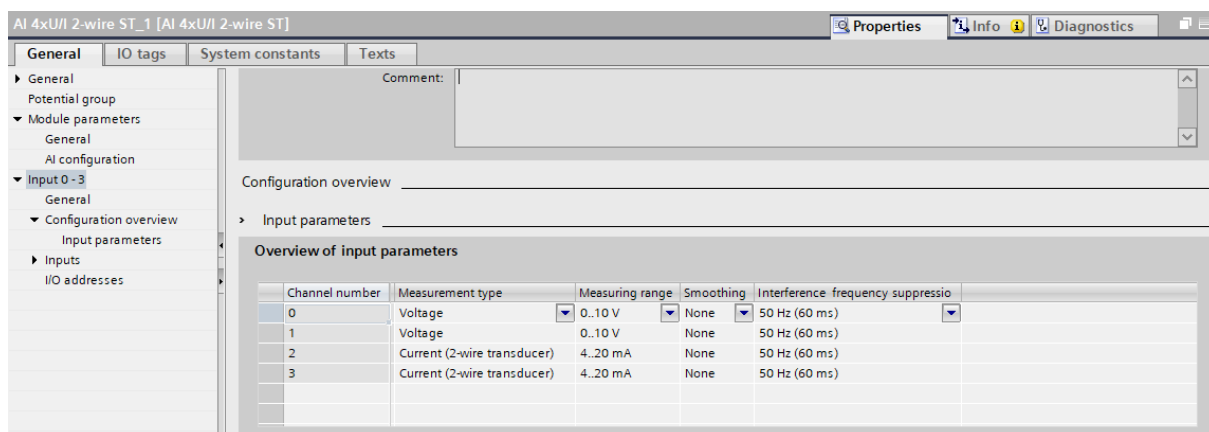 AI 4xU/I 2-wire ST_1 [AI 4xU/I 2-wire ST]
Properties
Info
Diagnostics
General
IO tags
System constants
Texts
General
Potential group
Module parameters
General
AI configuration
Input 0 - 3
General
Configuration overview
Input parameters
Inputs
I/O addresses
Comment:
Configuration overview
Input parameters
Overview of input parameters
Channel number Measurement type Measuring range Smoothing Interference frequency suppressio
0 Voltage 0..10 V None 50 Hz (60 ms)
1 Voltage 0..10 V None 50 Hz (60 ms)
2 Current (2-wire transducer) 4..20 mA None 50 Hz (60 ms)
3 Current (2-wire transducer) 4..20 mA None 50 Hz (60 ms)